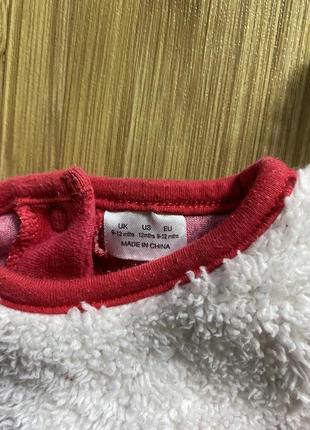 UK US EU
9-12 mths 12mths 9-12 mths
MADE IN CHINA